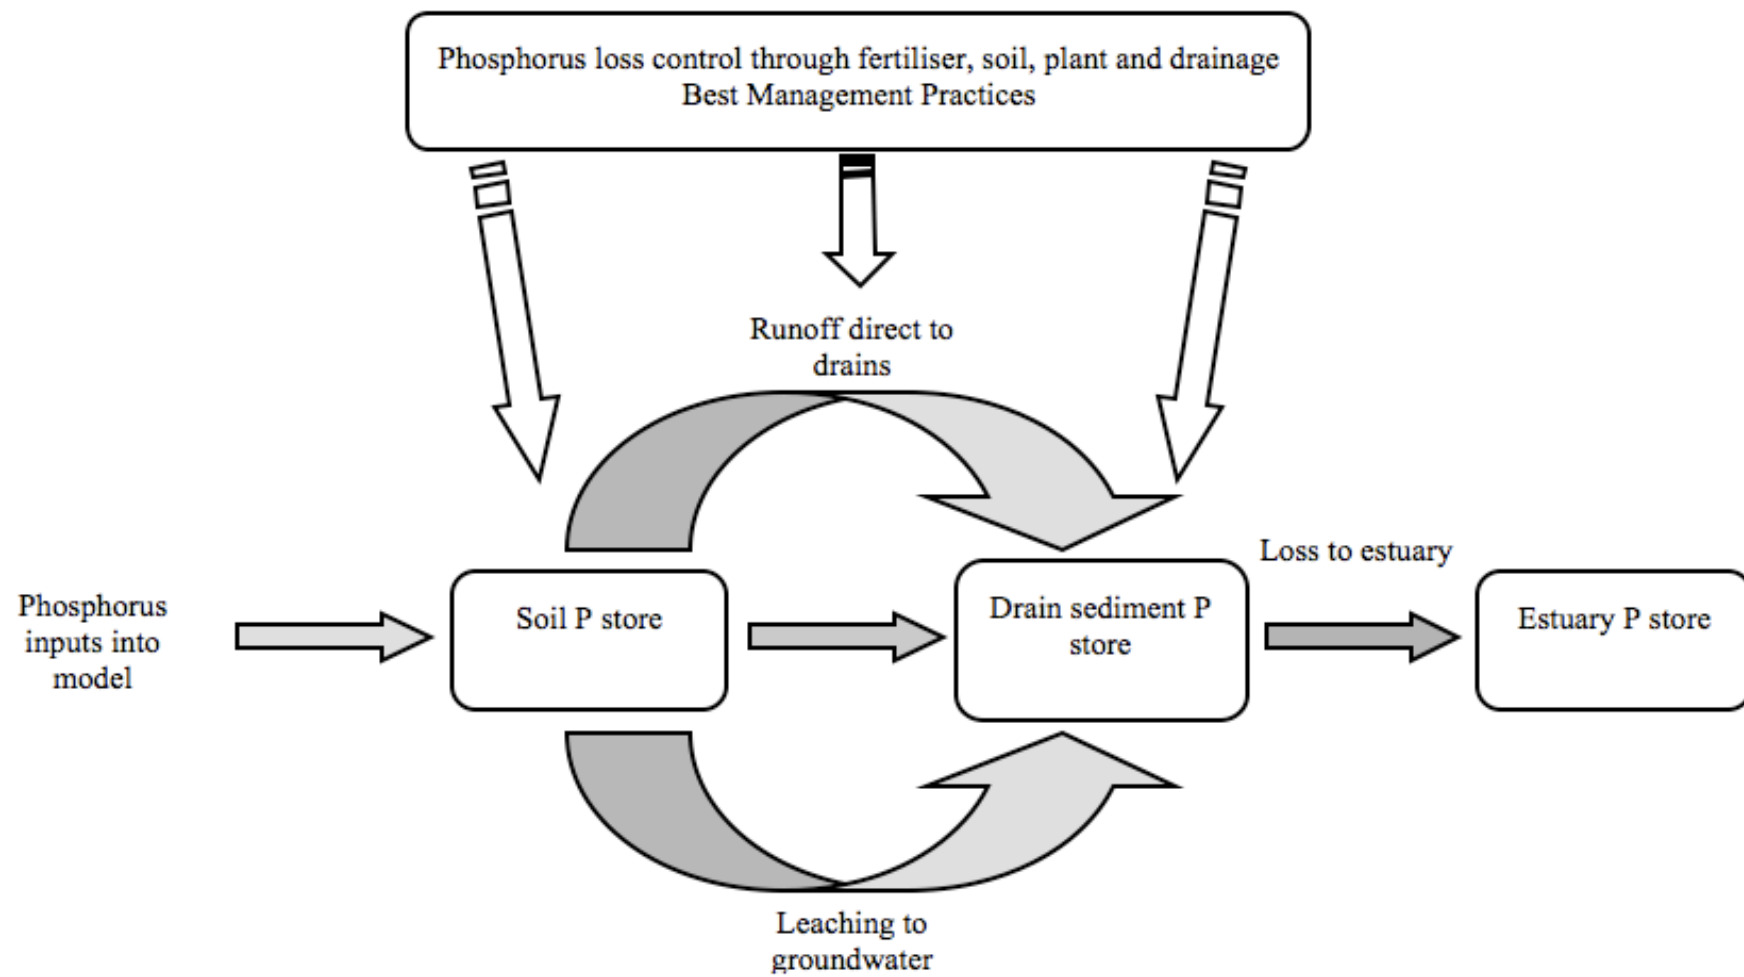 Phosphorus loss control through fertiliser, soil, plant and drainage
Best Management Practices
Runoff direct to
drains
Phosphorus
inputs into
model
Soil P store
Drain sediment P
store
Loss to estuary
Estuary P store
Leaching to
groundwater